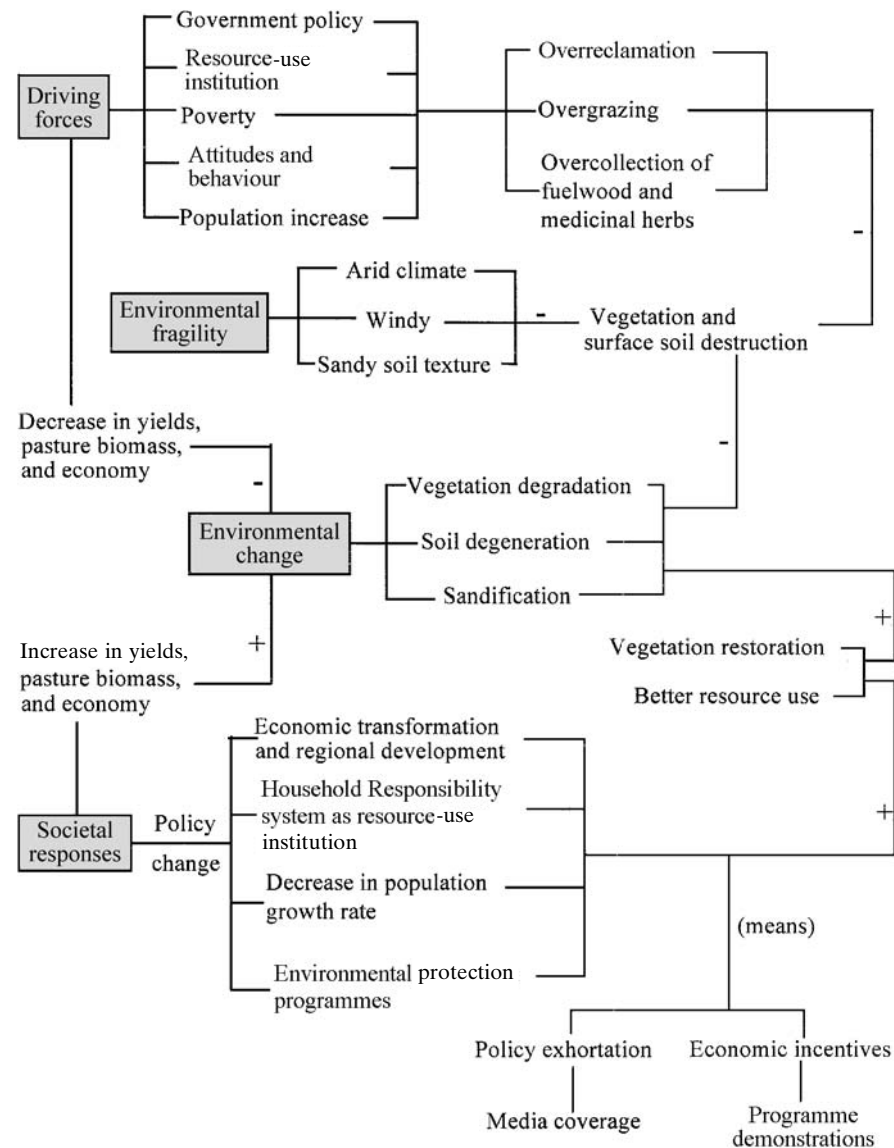 Government policy
Resource-use
institution
Driving
forces
Poverty
Attitudes and
behaviour
Population increase
Overreclamation
Overgrazing
Overcollection of
fuelwood and
medicinal herbs
-
Environmental
fragility
Arid climate
Windy
Sandy soil texture
-
Vegetation and
surface soil destruction
-
Decrease in yields,
pasture biomass,
and economy
-
Environmental
change
Vegetation degradation
Soil degeneration
Sandification
+
Vegetation restoration
Better resource use
+
Increase in yields,
pasture biomass,
and economy
+
Societal
responses
Policy
change
Economic transformation
and regional development
Household Responsibility
system as resource-use
institution
Decrease in population
growth rate
Environmental protection
programmes
(means)
Policy exhortation
Economic incentives
Media coverage
Programme
demonstrations